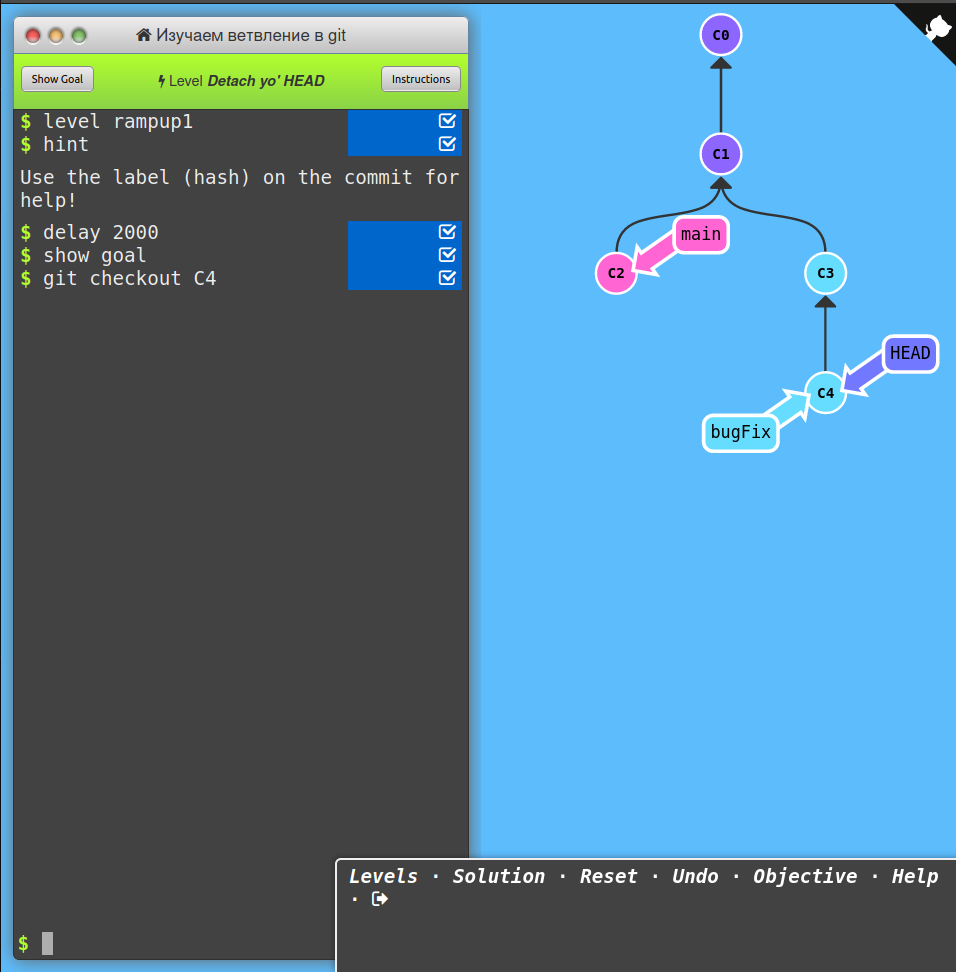 Изучаем ветвление в git
Show Goal
Level Detach yo' HEAD
Instructions
$ level rampup1
$ hint
Use the label (hash) on the commit for
help!
$ delay 2000
$ show goal
$ git checkout C4
$
C0
C1
main
C2
C3
HEAD
C4
bugFix
Levels · Solution · Reset · Undo · Objective · Help
·